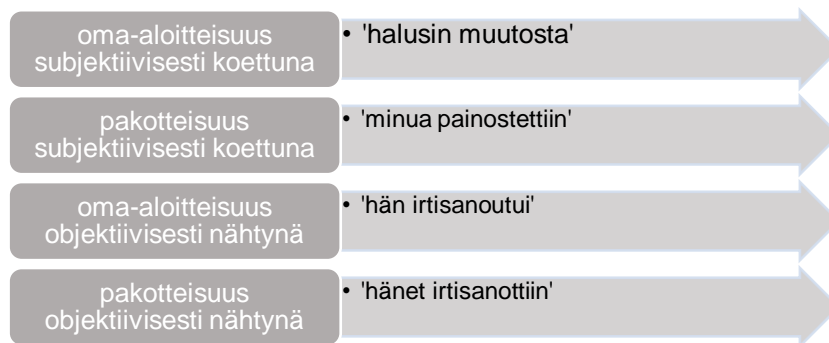 oma-aloitteisuus
subjektiivisesti koettuna
• 'halusin muutosta'
pakotteisuus
subjektiivisesti koettuna
• 'minua painostettiin'
oma-aloitteisuus
objektiivisesti nähtynä
• 'hän irtisanoutui'
pakotteisuus
objektiivisesti nähtynä
• 'hänet irtisanottiin'